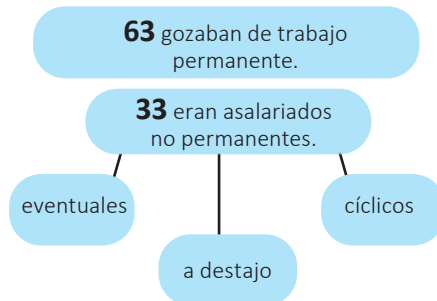 63 gozaban de trabajo
permanente.
33 eran asalariados
no permanentes.
eventuales
cíclicos
a destajo